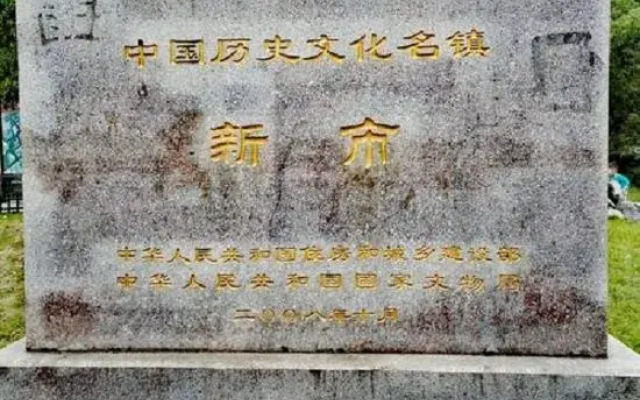 中国历史文化名镇
新市
中华人民共和国住房和城乡建设部
中华人民共和国国家文物局
二〇〇八年十月